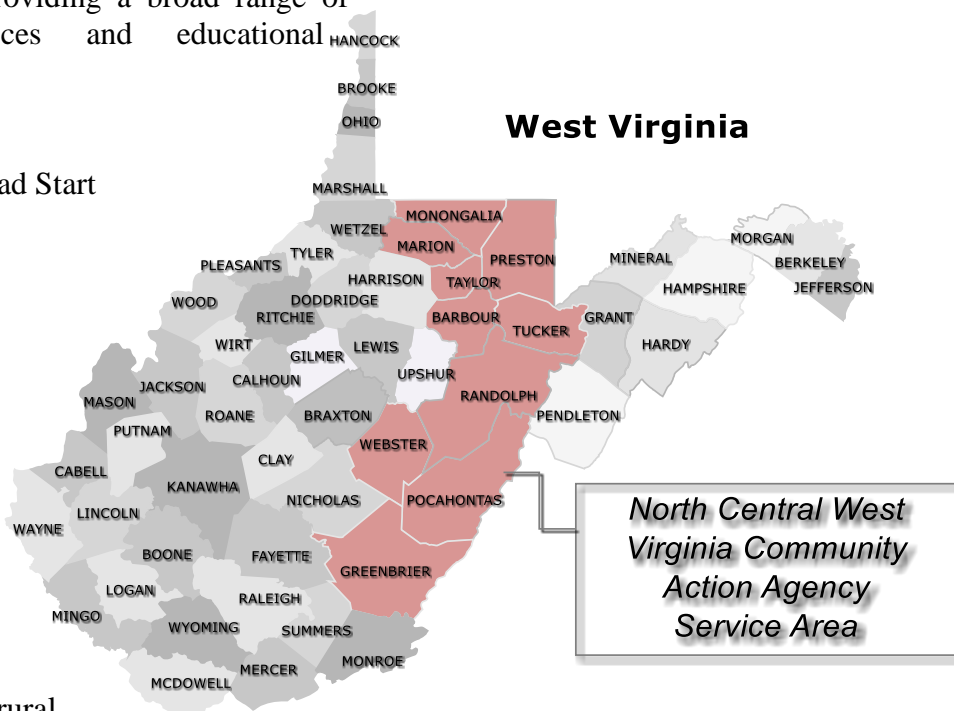 roviding a broad range of
ces and educational
HANCOCK
BROOKE
OHIO
West Virginia
ad Start
MARSHALL
MONONGALIA
WETZEL
MARION
MORGAN
TYLER
PRESTON
MINERAL
PLEASANTS
BERKELEY
HARRISON
TAYLOR
HAMPSHIRE
JEFFERSON
WOOD
DODDRIDGE
RITCHIE
BARBOUR
GRANT
TUCKER
WIRT
LEWIS
HARDY
GILMER
UPSHUR
CALHOUN
JACKSON
RANDOLPH
MASON
ROANE
BRAXTON
PENDLETON
PUTNAM
WEBSTER
CLAY
CABELL
KANAWHA
NICHOLAS
POCAHONTAS
LINCOLN
WAYNE
North Central West
Virginia Community
Action Agency
Service Area
BOONE
FAYETTE
GREENBRIER
LOGAN
RALEIGH
MINGO
WYOMING
SUMMERS
MONROE
MERCER
MCDOWELL
rural